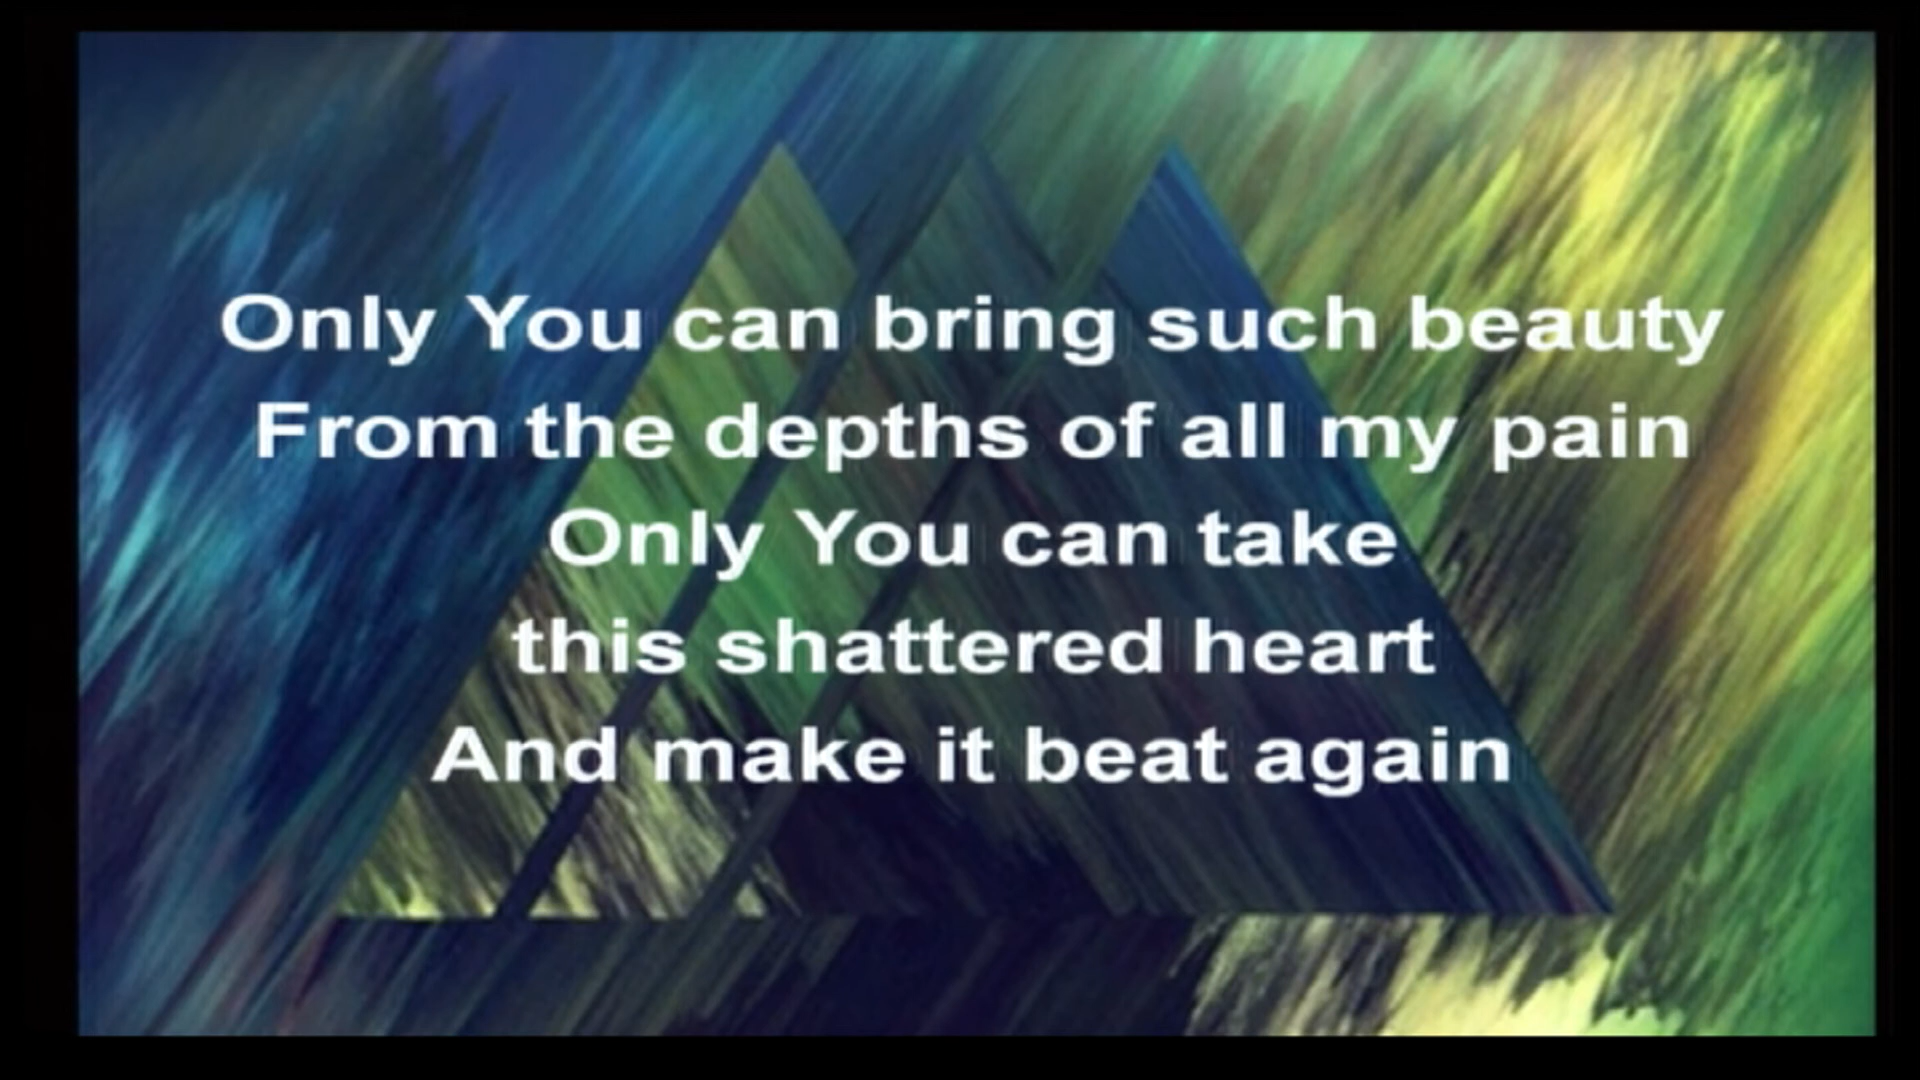 Only You can bring such beauty
From the depths of all my pain
Only You can take
this shattered heart
And make it beat again